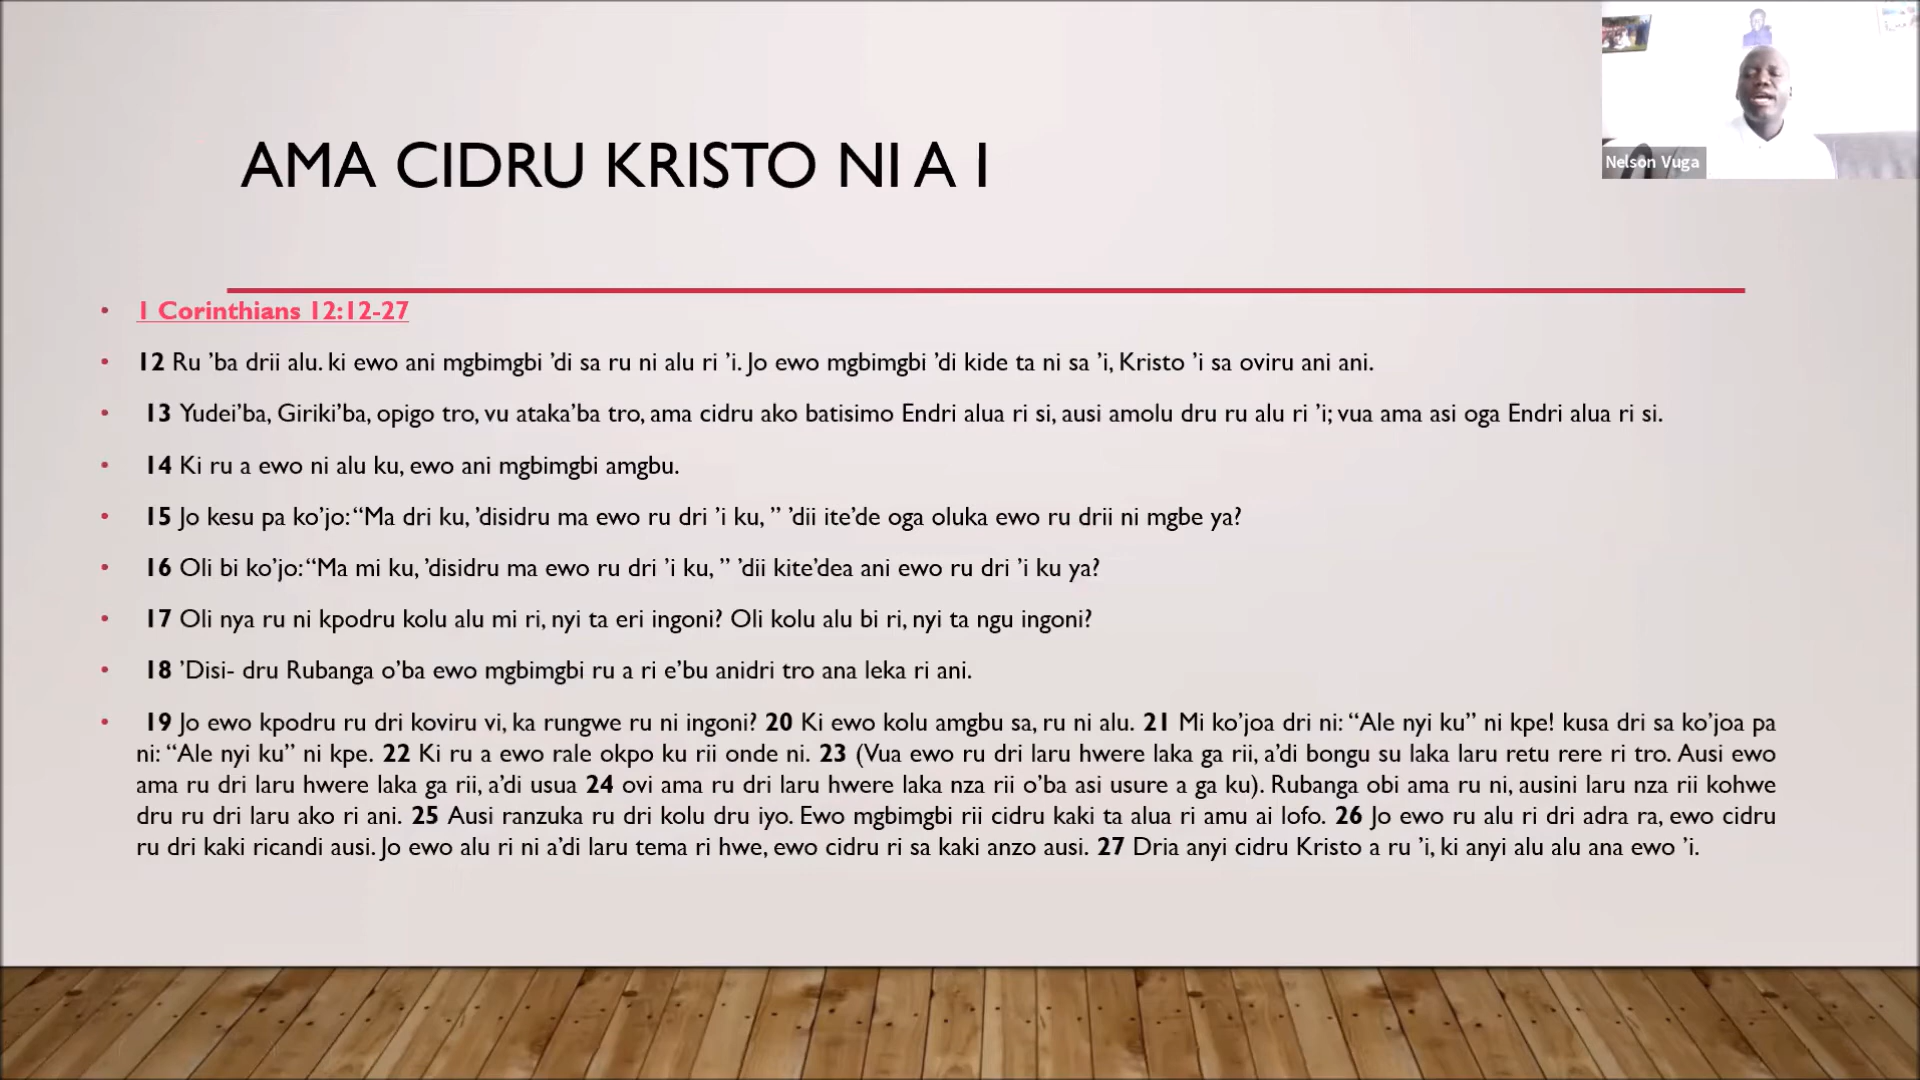 AMA CIDRU KRISTO NI A I
Nelson Vuga
1 Corinthians 12:12-27
12 Ru ’ba drii alu. ki ewo ani mgbimgbi ’di sa ru ni alu ri ’i. Jo ewo mgbimgbi ’di kide ta ni sa ’i, Kristo ’i sa oviru ani ani.
13 Yudei’ba, Giriki’ba, opigo tro, vu ataka’ba tro, ama cidru ako batisimo Endri alua ri si, ausi amolu dru ru alu ri ’i; vua ama asi oga Endri alua ri si.
14 Ki ru a ewo ni alu ku, ewo ani mgbimgbi amgbu.
15 Jo kesu pa ko’jo: “Ma dri ku, ’disidru ma ewo ru dri ’i ku, ” ’dii ite’de oga oluka ewo ru drii ni mgbe ya?
16 Oli bi ko’jo: “Ma mi ku, ’disidru ma ewo ru dri ’i ku, ” ’dii kite’dea ani ewo ru dri ’i ku ya?
17 Oli nya ru ni kpodru kolu alu mi ri, nyi ta eri ingoni? Oli kolu alu bi ri, nyi ta ngu ingoni?
18 ’Disi- dru Rubanga o’ba ewo mgbimgbi ru a ri e’bu anidri tro ana leka ri ani.
19 Jo ewo kpodru ru dri koviru vi, ka rungwe ru ni ingoni? 20 Ki ewo kolu amgbu sa, ru ni alu. 21 Mi ko’joa dri ni: “Ale nyi ku” ni kpe! kusa dri sa ko’joa pa
ni: “Ale nyi ku” ni kpe. 22 Ki ru a ewo rale okpo ku rii onde ni. 23 (Vua ewo ru dri laru hwere laka ga rii, a’di bongu su laka laru retu rere ri tro. Ausi ewo
ama ru dri laru hwere laka ga rii, a’di usua 24 ovi ama ru dri laru hwere laka nza rii o’ba asi usure a ga ku). Rubanga obi ama ru ni, ausini laru nza rii kohwe
dru ru dri laru ako ri ani. 25 Ausi ranzuka ru dri kolu dru iyo. Ewo mgbimgbi rii cidru kaki ta alua ri amu ai lofo. 26 Jo ewo ru alu ri dri adra ra, ewo cidru
ru dri kaki ricandi ausi. Jo ewo alu ri ni a’di laru tema ri hwe, ewo cidru ri sa kaki anzo ausi. 27 Dria anyi cidru Kristo a ru ’i, ki anyi alu alu ana ewo ’i.